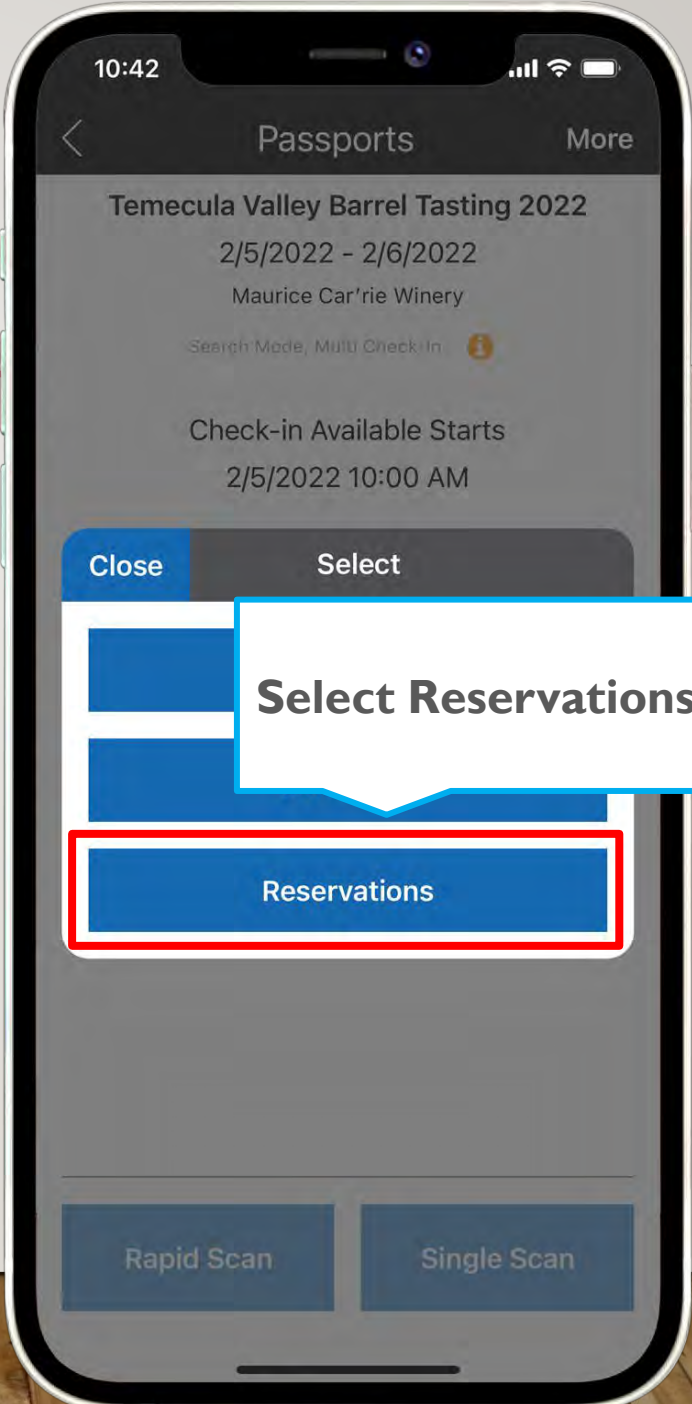 10:42
Passports
More
Temecula Valley Barrel Tasting 2022
2/5/2022 - 2/6/2022
Maurice Car'rie Winery
Search Mode, Multi Check-In
Check-in Available Starts
2/5/2022 10:00 AM
Close
Select
Select Reservations
Reservations
Rapid Scan
Single Scan